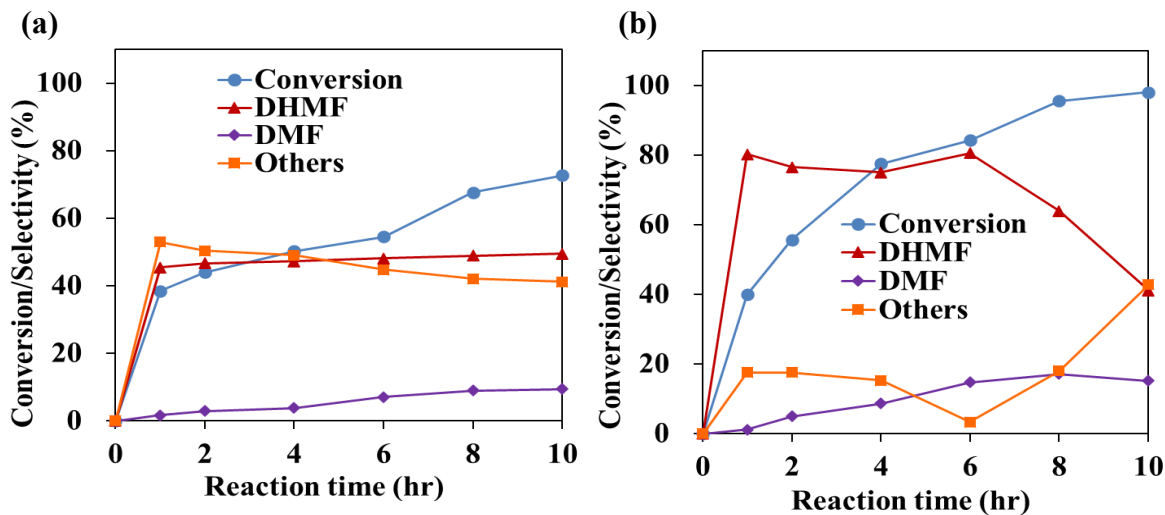 (a)
Conversion/Selectivity (%)
100
80
60
40
20
0
Conversion
DHMF
DMF
Others
0 2 4 6 8 10
Reaction time (hr)
(b)
Conversion/Selectivity (%)
100
80
60
40
20
0
Conversion
DHMF
DMF
Others
0 2 4 6 8 10
Reaction time (hr)